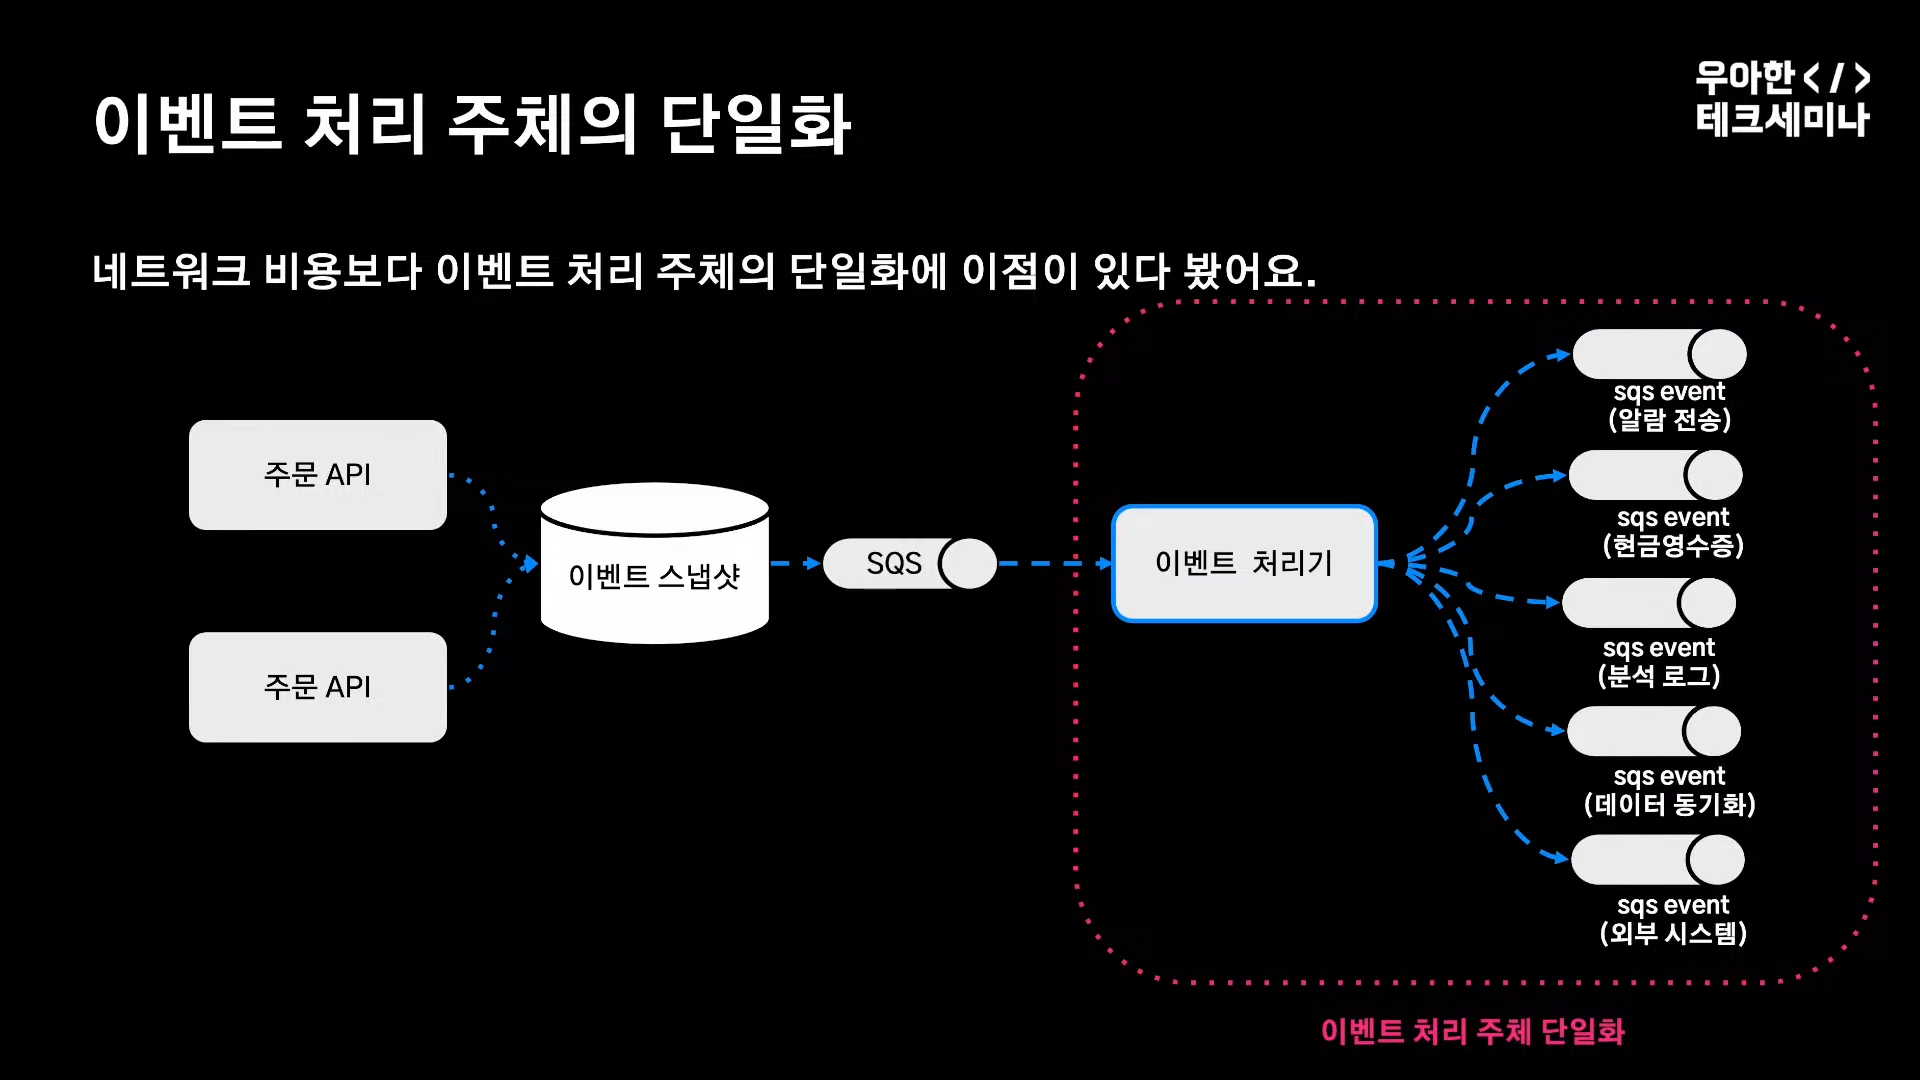 우아한</>
테크세미나
이벤트 처리 주체의 단일화
네트워크 비용보다 이벤트 처리 주체의 단일화에 이점이 있다 봤어요.
주문 API
주문 API
이벤트 스냅샷
SQS
이벤트 처리기
sqs event
(알람 전송)
sqs event
(현금영수증)
sqs event
(분석 로그)
sqs event
(데이터 동기화)
sqs event
(외부 시스템)
이벤트 처리 주체 단일화